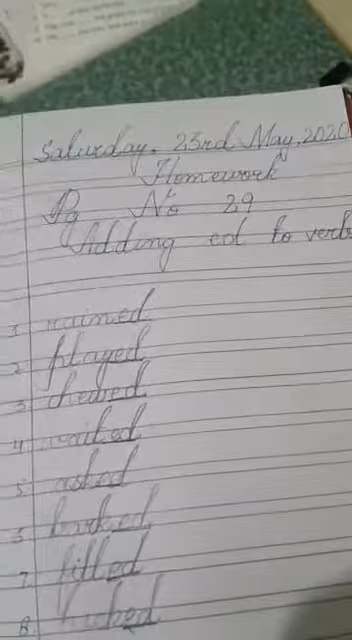 Saturday. 23rd May, 2020
Homework
Pg No 29
Adding ed to verb
1 rained
2 played
3 chewed
4 waited
5 asked
6 barked
7 filled
8